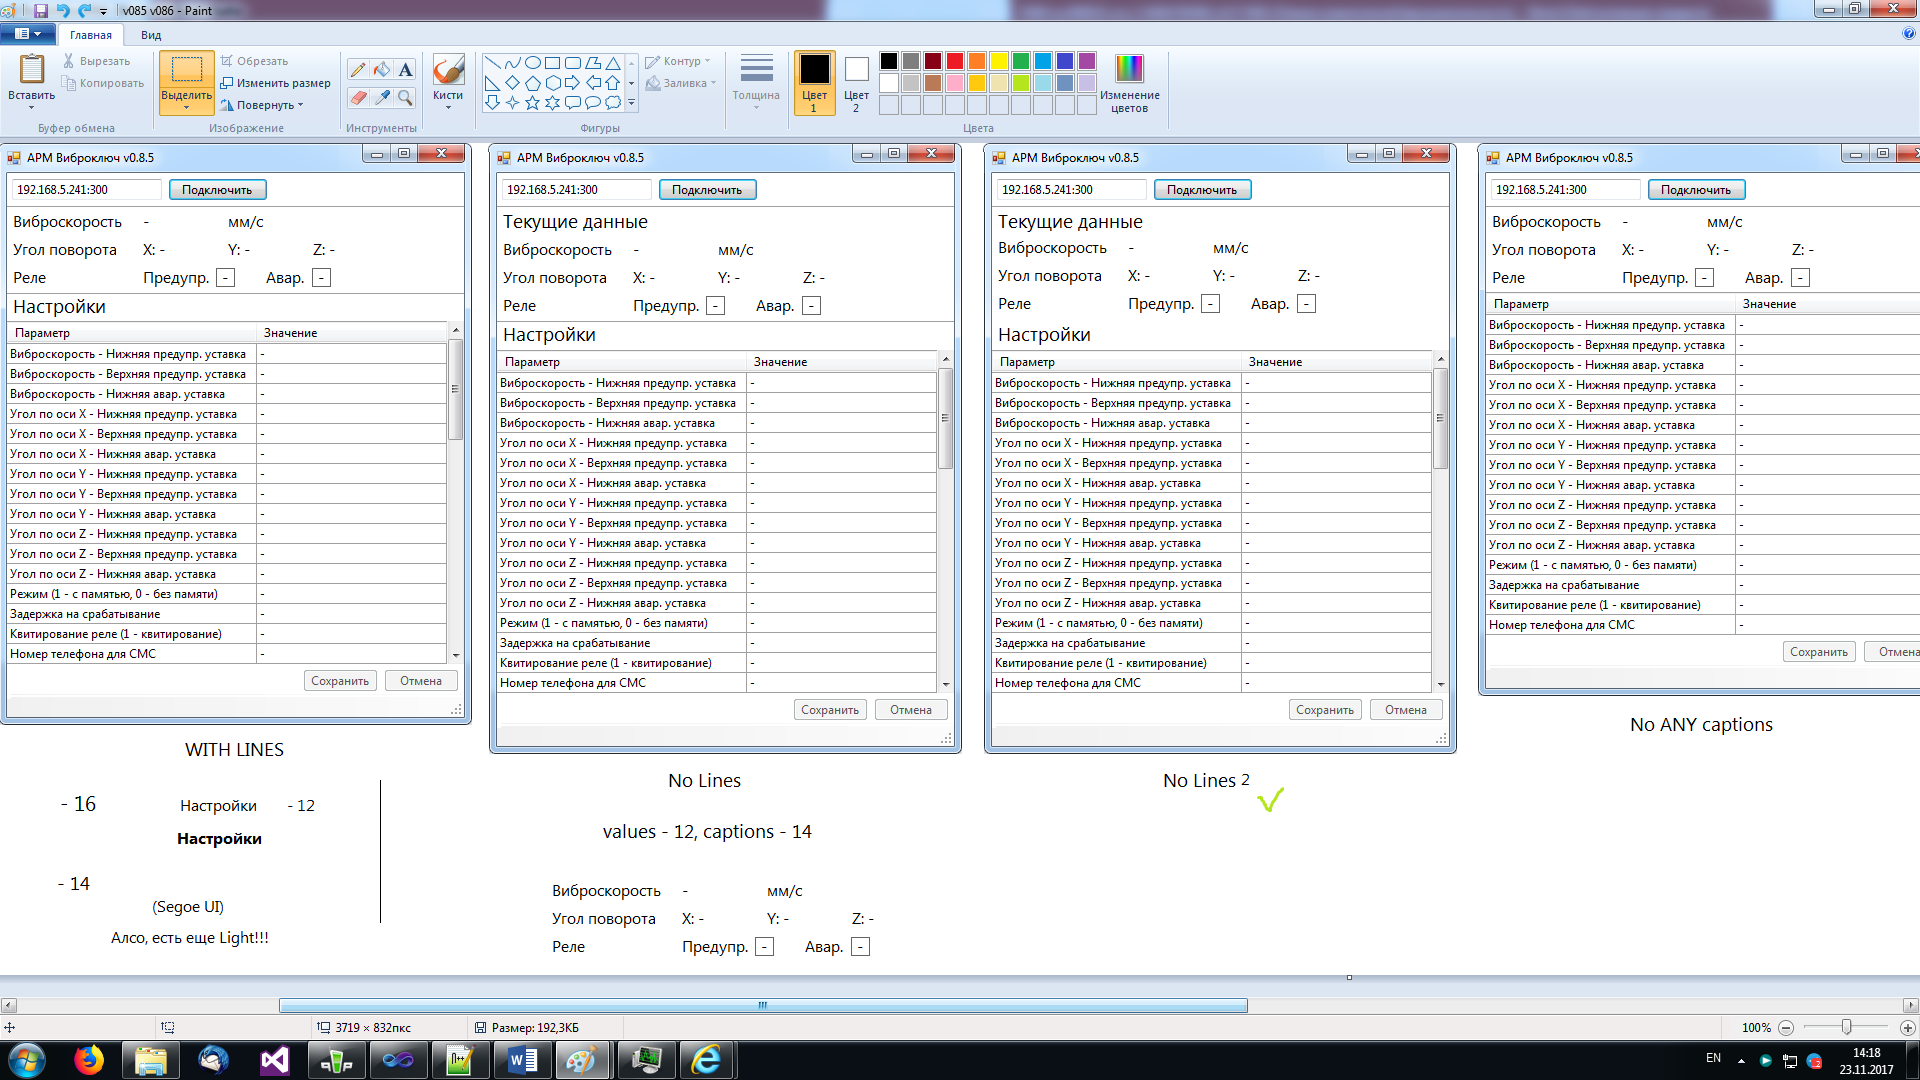 v085 v086 - Paint
Главная Вид
Вставить
Вырезать
Копировать
Буфер обмена
Выделить
Обрезать
Изменить размер
Повернуть
Изображение
Инструменты
Кисти
Контур
Заливка
Фигуры
Толщина
Цвет 1
Цвет 2
Изменение цветов
Цвета
АРМ Виброключ v0.8.5
192.168.5.241:300 Подключить
Виброскорость - мм/с
Угол поворота X: - Y: - Z: -
Реле Предупр. - Авар. -
Настройки
Параметр Значение
Виброскорость - Нижняя предупр. уставка -
Виброскорость - Верхняя предупр. уставка -
Виброскорость - Нижняя авар. уставка -
Угол по оси X - Нижняя предупр. уставка -
Угол по оси X - Верхняя предупр. уставка -
Угол по оси X - Нижняя авар. уставка -
Угол по оси Y - Нижняя предупр. уставка -
Угол по оси Y - Верхняя предупр. уставка -
Угол по оси Y - Нижняя авар. уставка -
Угол по оси Z - Нижняя предупр. уставка -
Угол по оси Z - Верхняя предупр. уставка -
Угол по оси Z - Нижняя авар. уставка -
Режим (1 - с памятью, 0 - без памяти) -
Задержка на срабатывание -
Квитирование реле (1 - квитирование) -
Номер телефона для СМС -
Сохранить Отмена
WITH LINES
- 16 Настройки - 12
Настройки
- 14
(Segoe UI)
Алсо, есть еще Light!!!
АРМ Виброключ v0.8.5
192.168.5.241:300 Подключить
Текущие данные
Виброскорость - мм/с
Угол поворота X: - Y: - Z: -
Реле Предупр. - Авар. -
Настройки
Параметр Значение
Виброскорость - Нижняя предупр. уставка -
Виброскорость - Верхняя предупр. уставка -
Виброскорость - Нижняя авар. уставка -
Угол по оси X - Нижняя предупр. уставка -
Угол по оси X - Верхняя предупр. уставка -
Угол по оси X - Нижняя авар. уставка -
Угол по оси Y - Нижняя предупр. уставка -
Угол по оси Y - Верхняя предупр. уставка -
Угол по оси Y - Нижняя авар. уставка -
Угол по оси Z - Нижняя предупр. уставка -
Угол по оси Z - Верхняя предупр. уставка -
Угол по оси Z - Нижняя авар. уставка -
Режим (1 - с памятью, 0 - без памяти) -
Задержка на срабатывание -
Квитирование реле (1 - квитирование) -
Номер телефона для СМС -
Сохранить Отмена
No Lines
values - 12, captions - 14
Виброскорость - мм/с
Угол поворота X: - Y: - Z: -
Реле Предупр. - Авар. -
АРМ Виброключ v0.8.5
192.168.5.241:300 Подключить
Текущие данные
Виброскорость - мм/с
Угол поворота X: - Y: - Z: -
Реле Предупр. - Авар. -
Настройки
Параметр Значение
Виброскорость - Нижняя предупр. уставка -
Виброскорость - Верхняя предупр. уставка -
Виброскорость - Нижняя авар. уставка -
Угол по оси X - Нижняя предупр. уставка -
Угол по оси X - Верхняя предупр. уставка -
Угол по оси X - Нижняя авар. уставка -
Угол по оси Y - Нижняя предупр. уставка -
Угол по оси Y - Верхняя предупр. уставка -
Угол по оси Y - Нижняя авар. уставка -
Угол по оси Z - Нижняя предупр. уставка -
Угол по оси Z - Верхняя предупр. уставка -
Угол по оси Z - Нижняя авар. уставка -
Режим (1 - с памятью, 0 - без памяти) -
Задержка на срабатывание -
Квитирование реле (1 - квитирование) -
Номер телефона для СМС -
Сохранить Отмена
No Lines 2
АРМ Виброключ v0.8.5
192.168.5.241:300 Подключить
Виброскорость - мм/с
Угол поворота X: - Y: - Z: -
Реле Предупр. - Авар. -
Параметр Значение
Виброскорость - Нижняя предупр. уставка -
Виброскорость - Верхняя предупр. уставка -
Виброскорость - Нижняя авар. уставка -
Угол по оси X - Нижняя предупр. уставка -
Угол по оси X - Верхняя предупр. уставка -
Угол по оси X - Нижняя авар. уставка -
Угол по оси Y - Нижняя предупр. уставка -
Угол по оси Y - Верхняя предупр. уставка -
Угол по оси Y - Нижняя авар. уставка -
Угол по оси Z - Нижняя предупр. уставка -
Угол по оси Z - Верхняя предупр. уставка -
Угол по оси Z - Нижняя авар. уставка -
Режим (1 - с памятью, 0 - без памяти) -
Задержка на срабатывание -
Квитирование реле (1 - квитирование) -
Номер телефона для СМС -
Сохранить Отмена
No ANY captions
3719 × 832пкс Размер: 192,3КБ 100%
EN 14:18
23.11.2017